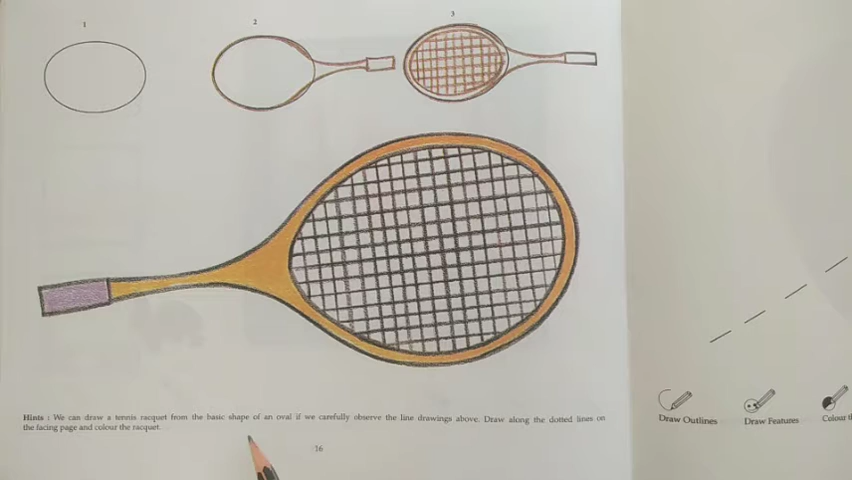 1
2
3
Hints : We can draw a tennis racquet from the basic shape of an oval if we carefully observe the line drawings above. Draw along the dotted lines on
the facing page and colour the racquet.
16
Draw Outlines
Draw Features
Colour